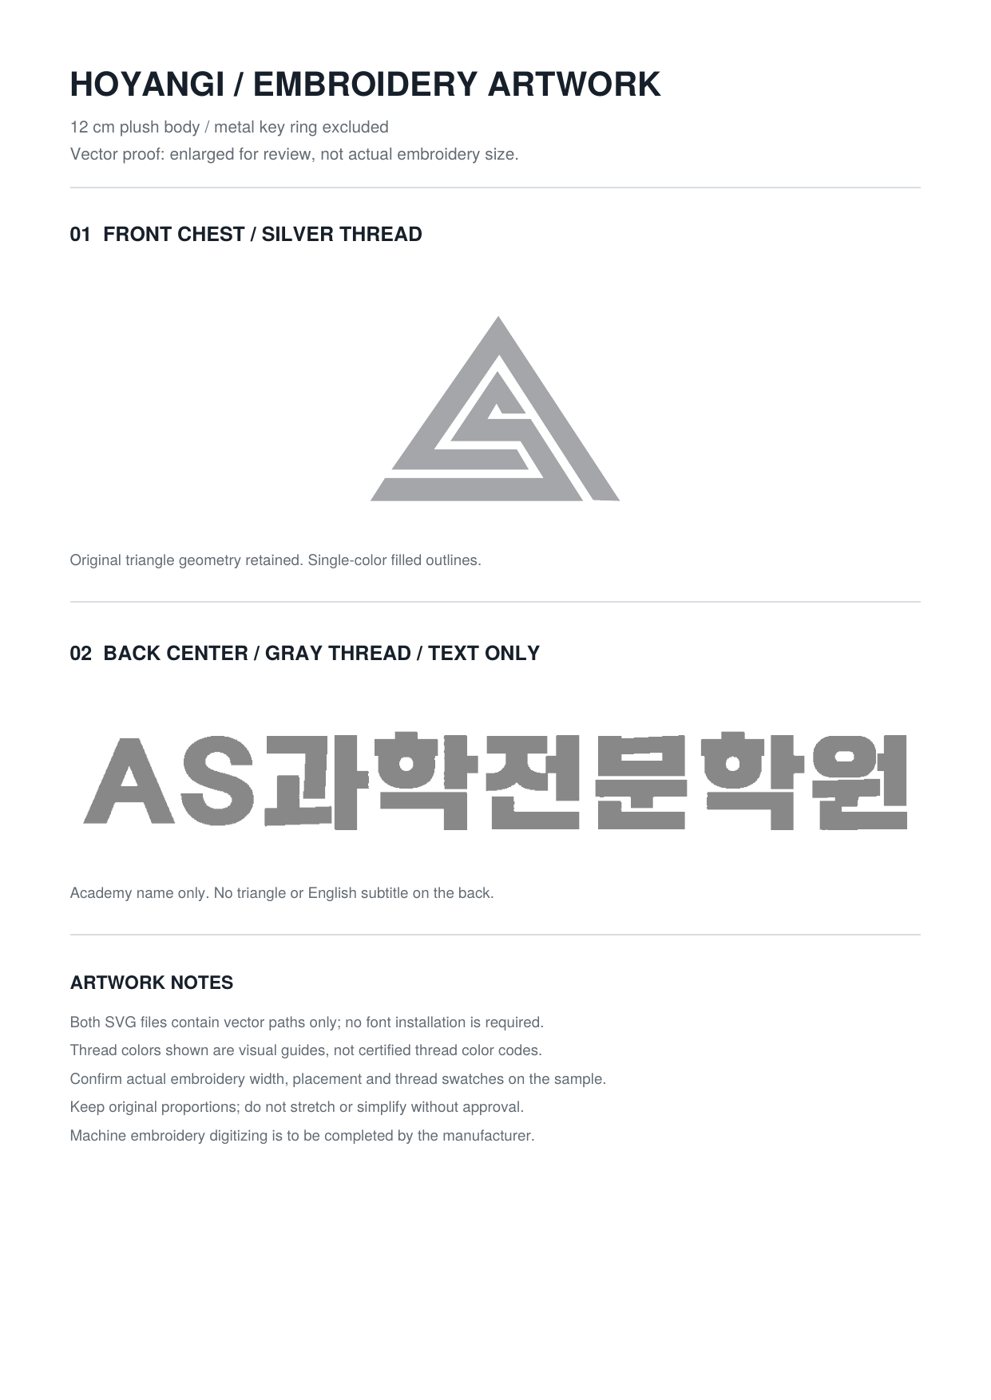 HOYANGI / EMBROIDERY ARTWORK
12 cm plush body / metal key ring excluded
Vector proof: enlarged for review, not actual embroidery size.
01 FRONT CHEST / SILVER THREAD
Original triangle geometry retained. Single-color filled outlines.
02 BACK CENTER / GRAY THREAD / TEXT ONLY
AS과학전문학원
Academy name only. No triangle or English subtitle on the back.
ARTWORK NOTES
Both SVG files contain vector paths only; no font installation is required.
Thread colors shown are visual guides, not certified thread color codes.
Confirm actual embroidery width, placement and thread swatches on the sample.
Keep original proportions; do not stretch or simplify without approval.
Machine embroidery digitizing is to be completed by the manufacturer.